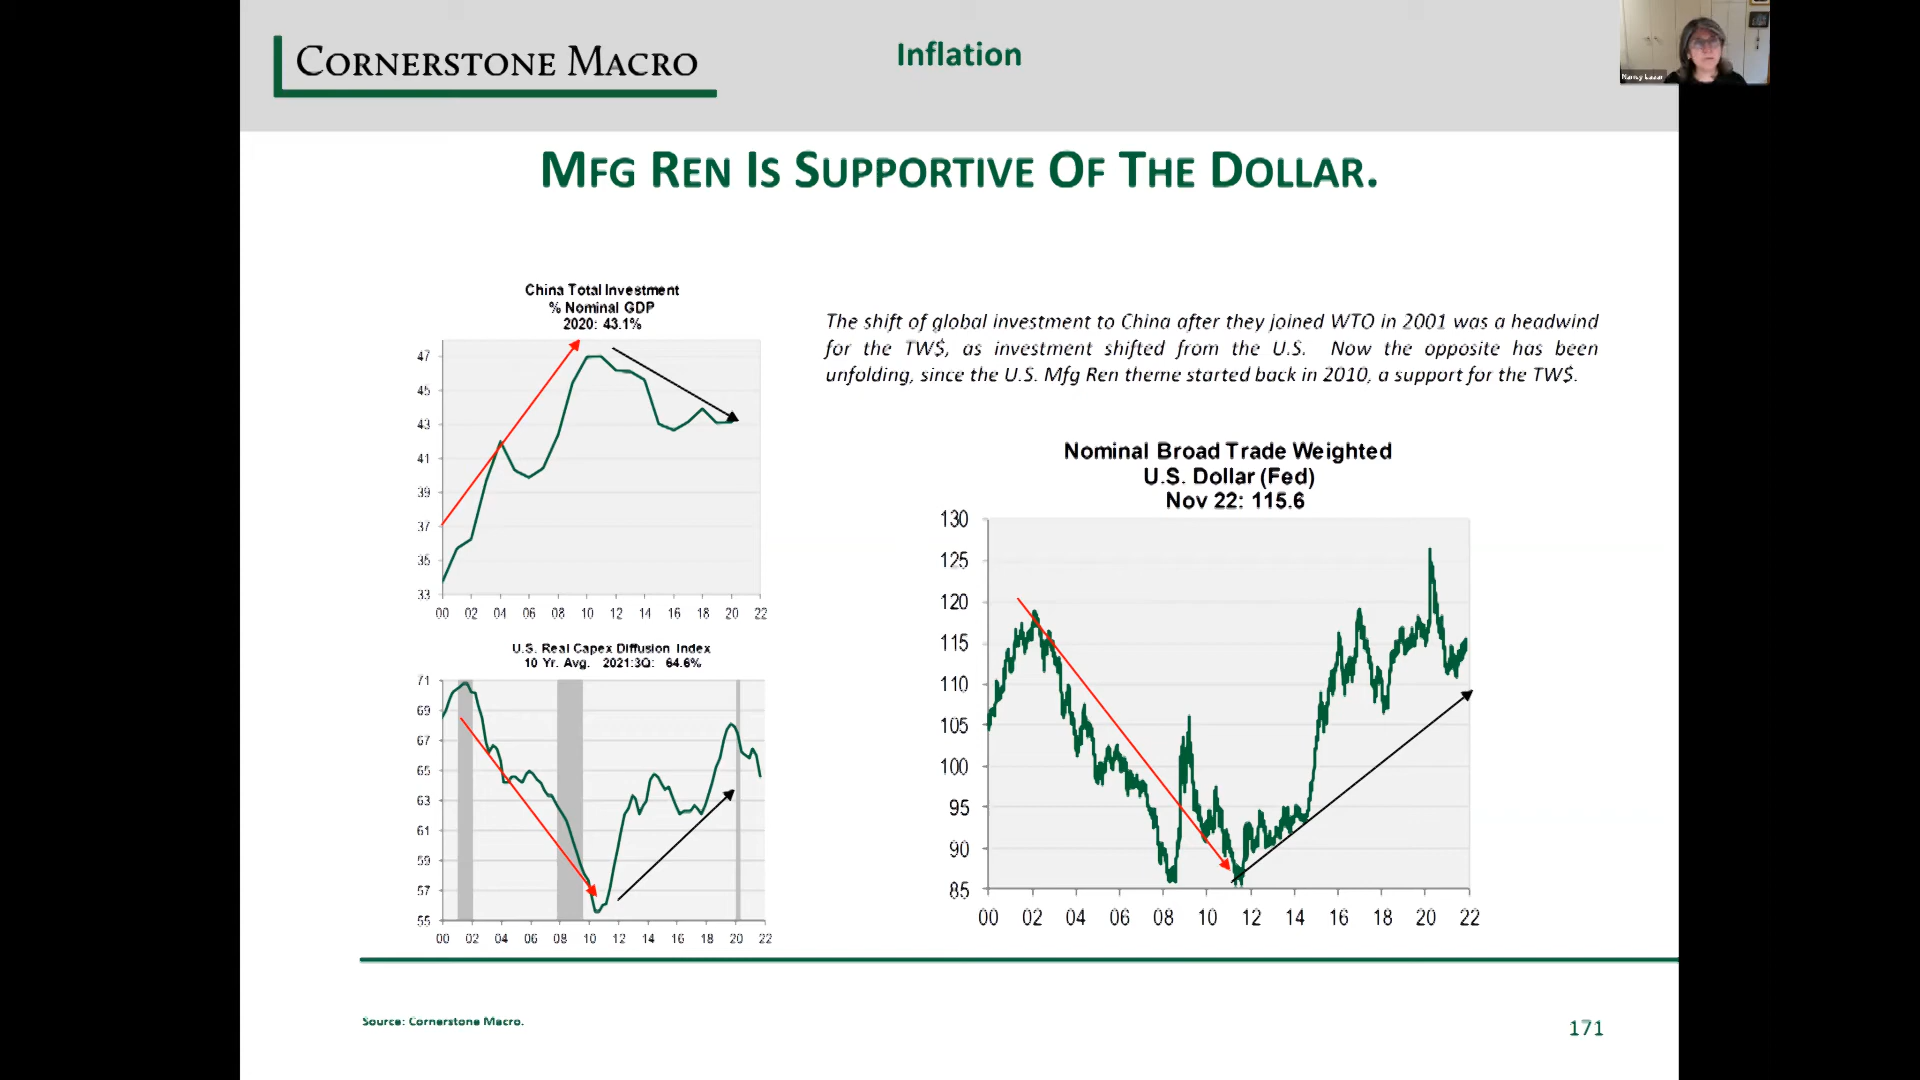 CORNERSTONE MACRO
Inflation
Nancy Lazar
MFG REN IS SUPPORTIVE OF THE DOLLAR.
China Total Investment
% Nominal GDP
2020: 43.1%
47
45
43
41
39
37
35
33
00 02 04 06 08 10 12 14 16 18 20 22
U.S. Real Capex Diffusion Index
10 Yr. Avg. 2021:3Q: 64.6%
71
69
67
65
63
61
59
57
55
00 02 04 06 08 10 12 14 16 18 20 22
The shift of global investment to China after they joined WTO in 2001 was a headwind
for the TW$, as investment shifted from the U.S. Now the opposite has been
unfolding, since the U.S. Mfg Ren theme started back in 2010, a support for the TW$.
Nominal Broad Trade Weighted
U.S. Dollar (Fed)
Nov 22: 115.6
130
125
120
115
110
105
100
95
90
85
00 02 04 06 08 10 12 14 16 18 20 22
Source: Cornerstone Macro.
171